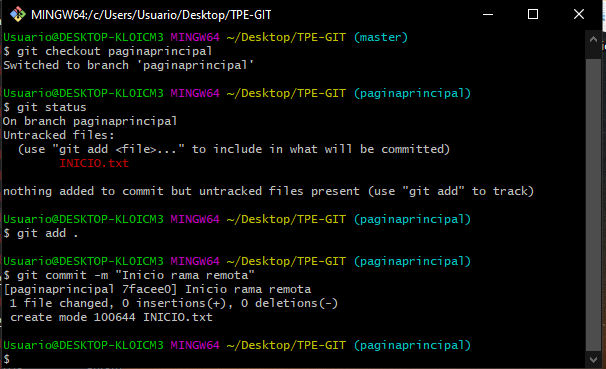 MINGW64:/c/Users/Usuario/Desktop/TPE-GIT
Usuario@DESKTOP-KLOICM3 MINGW64 ~/Desktop/TPE-GIT (master)
$ git checkout paginaprincipal
Switched to branch 'paginaprincipal'
Usuario@DESKTOP-KLOICM3 MINGW64 ~/Desktop/TPE-GIT (paginaprincipal)
$ git status
On branch paginaprincipal
Untracked files:
(use "git add <file>..." to include in what will be committed)
INICIO.txt
nothing added to commit but untracked files present (use "git add" to track)
Usuario@DESKTOP-KLOICM3 MINGW64 ~/Desktop/TPE-GIT (paginaprincipal)
$ git add .
Usuario@DESKTOP-KLOICM3 MINGW64 ~/Desktop/TPE-GIT (paginaprincipal)
$ git commit -m "Inicio rama remota"
[paginaprincipal 7facee0] Inicio rama remota
1 file changed, 0 insertions(+), 0 deletions(-)
create mode 100644 INICIO.txt
Usuario@DESKTOP-KLOICM3 MINGW64 ~/Desktop/TPE-GIT (paginaprincipal)
$